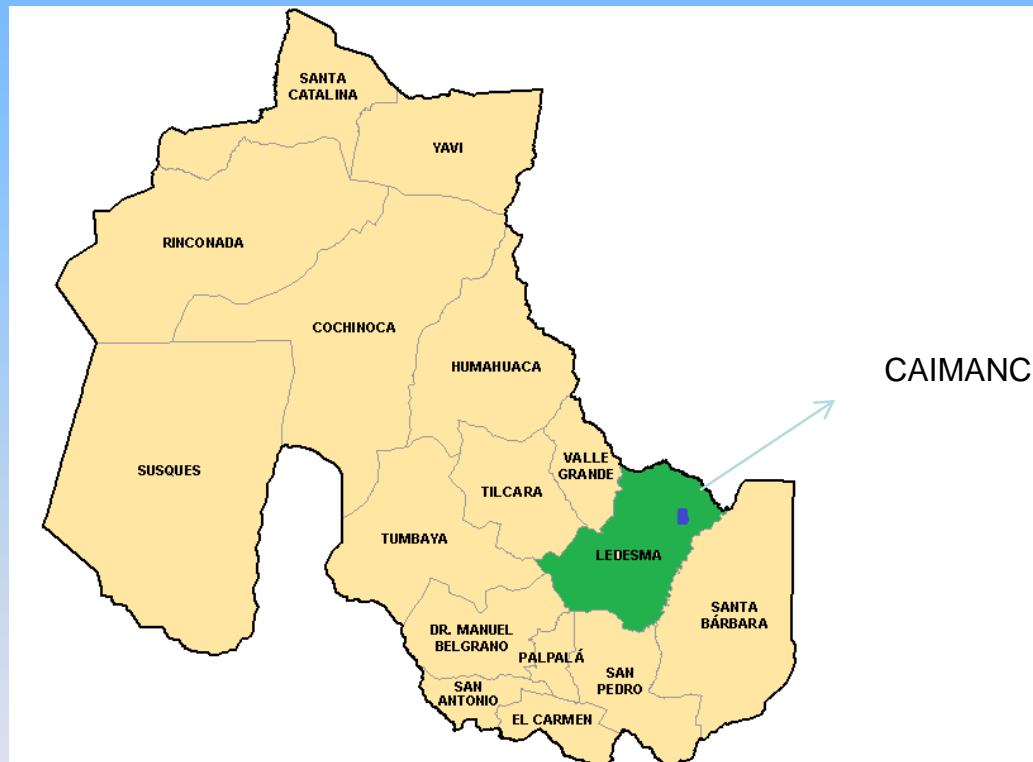 SANTA
CATALINA
YAVI
RINCONADA
COCHINOCA
HUMAHUACA
CAIMANC
SUSQUES
VALLE
GRANDE
TILCARA
TUMBAYA
LEDESMA
SANTA
BÁRBARA
DR. MANUEL
BELGRANO
PALPALÁ
SAN
PEDRO
SAN
ANTONIO
EL CARMEN